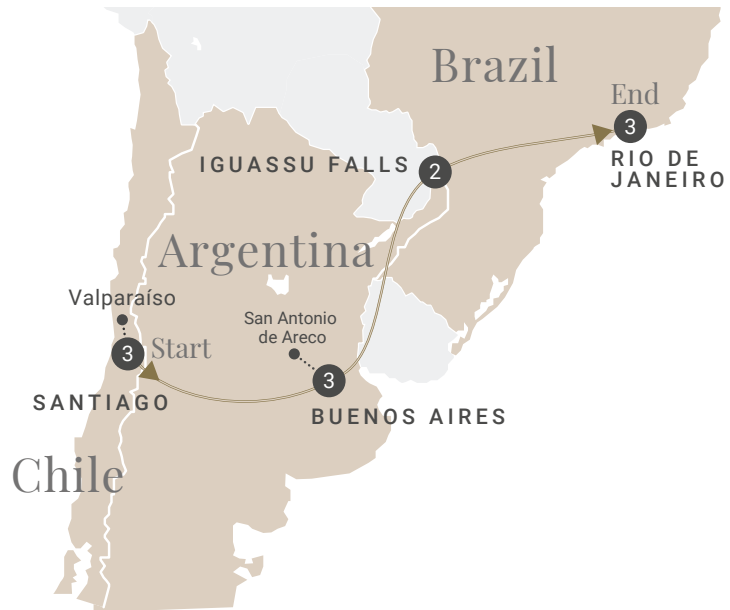 Brazil
End
3
RIO DE
JANEIRO
IGUASSU FALLS
2
Argentina
Valparaíso
San Antonio
de Areco
3
Start
3
SANTIAGO
BUENOS AIRES
Chile